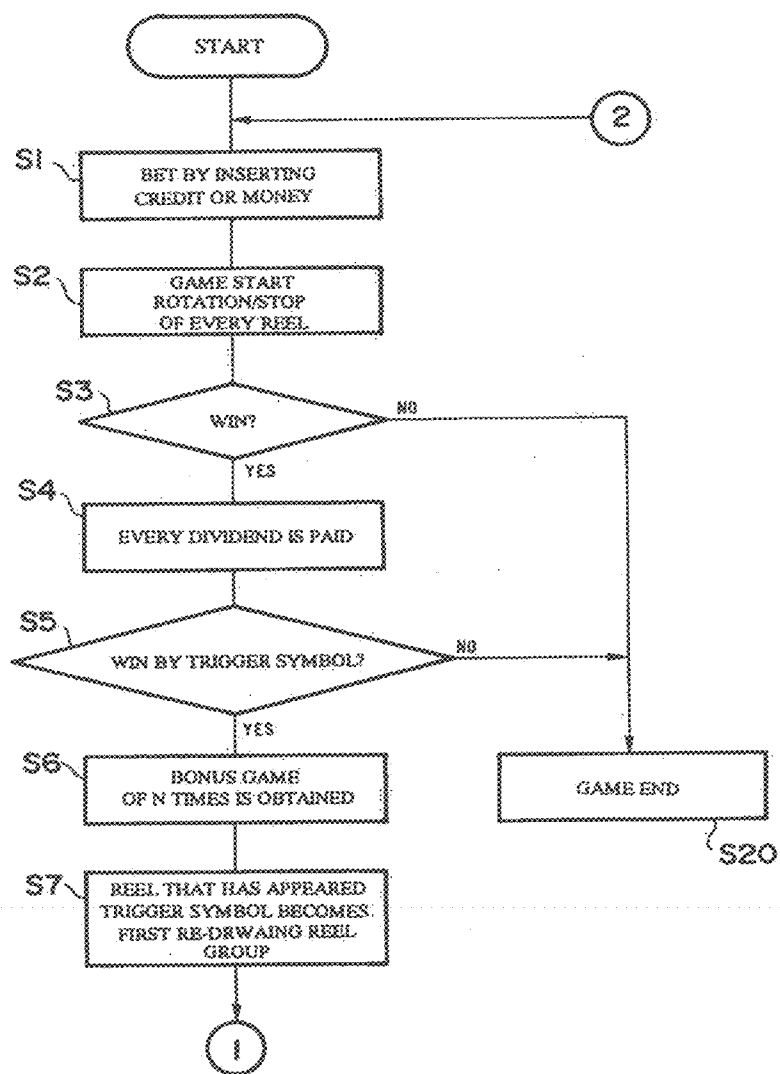 START
2
S1
BET BY INSERTING
CREDIT OR MONEY
S2
GAME START
ROTATION/STOP
OF EVERY REEL
S3
WIN?
NO
YES
S4
EVERY DIVIDEND IS PAID
S5
WIN BY TRIGGER SYMBOL?
NO
YES
S6
BONUS GAME
OF N TIMES IS OBTAINED
GAME END
S20
S7
REEL THAT HAS APPEARED
TRIGGER SYMBOL BECOMES
FIRST RE-DRWAING REEL
GROUP
1